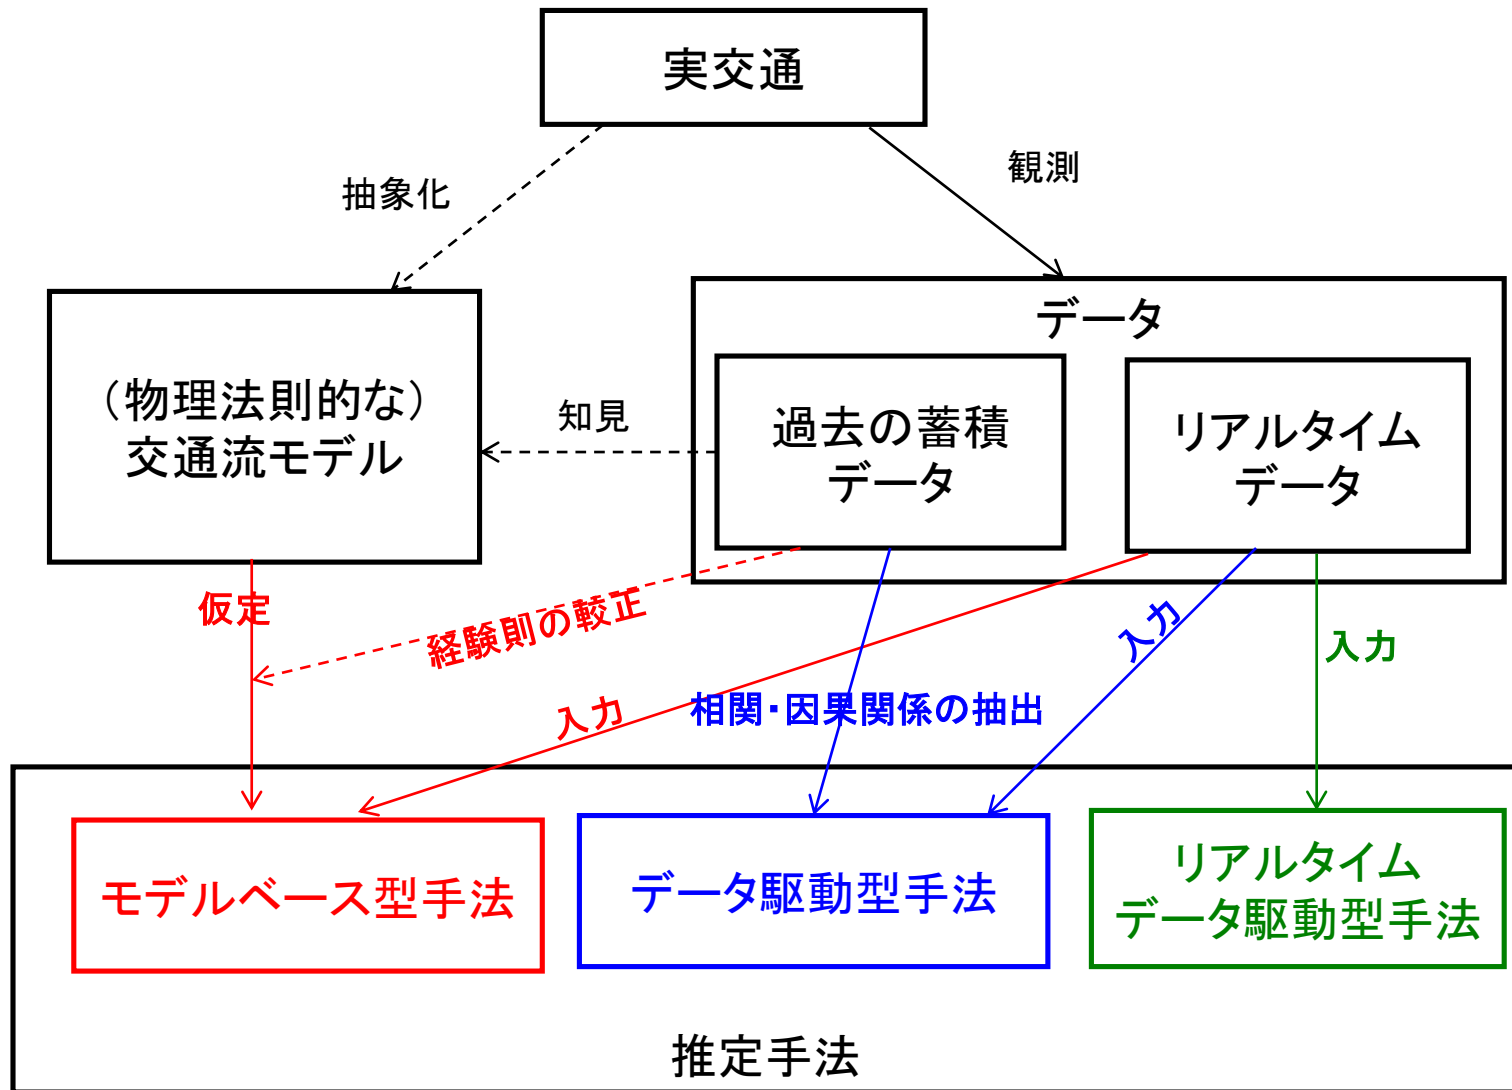 実交通
抽象化
観測
データ
（物理法則的な）
交通流モデル
知見
過去の蓄積
データ
リアルタイム
データ
仮定
経験則の較正
入力
相関・因果関係の抽出
入力
入力
モデルベース型手法
データ駆動型手法
リアルタイム
データ駆動型手法
推定手法